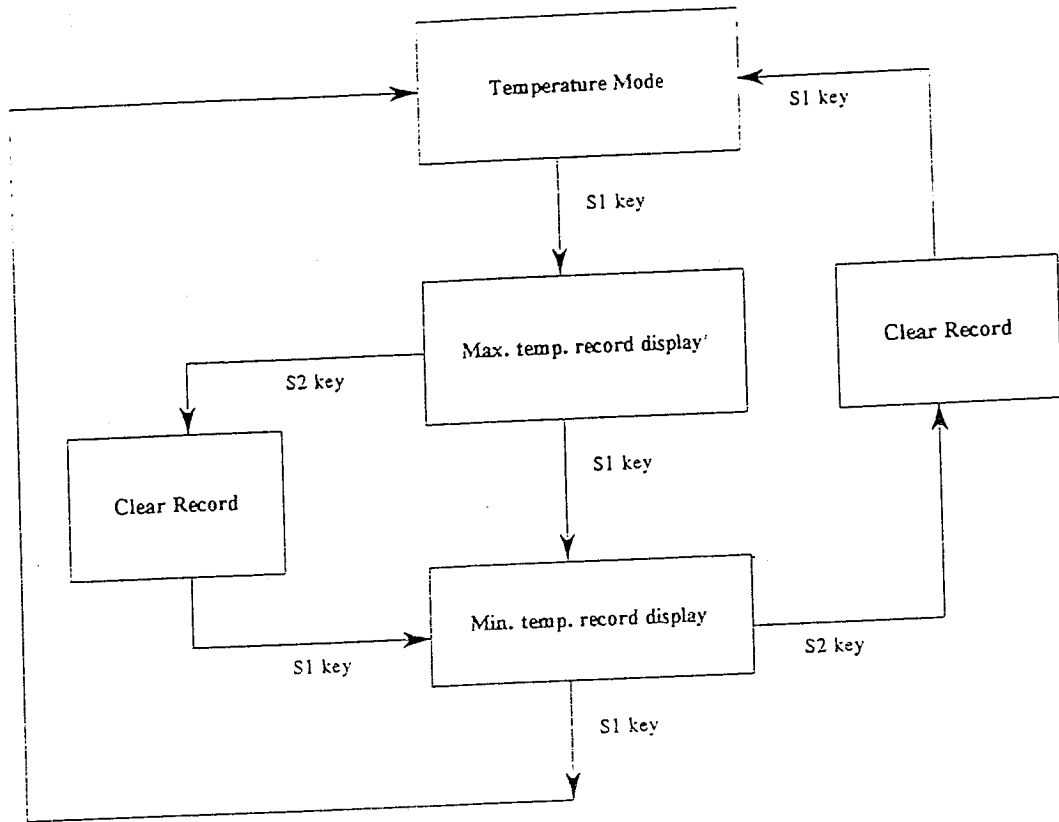 Temperature Mode
S1 key
S1 key
Max. temp. record display'
Clear Record
S2 key
S1 key
Clear Record
Min. temp. record display
S1 key
S2 key
S1 key